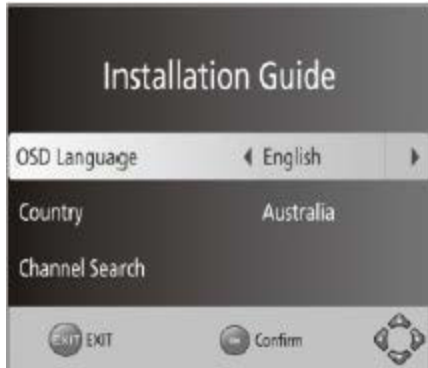 Installation Guide
OSD Language English
Country Australia
Channel Search
EXIT EXIT Confirm